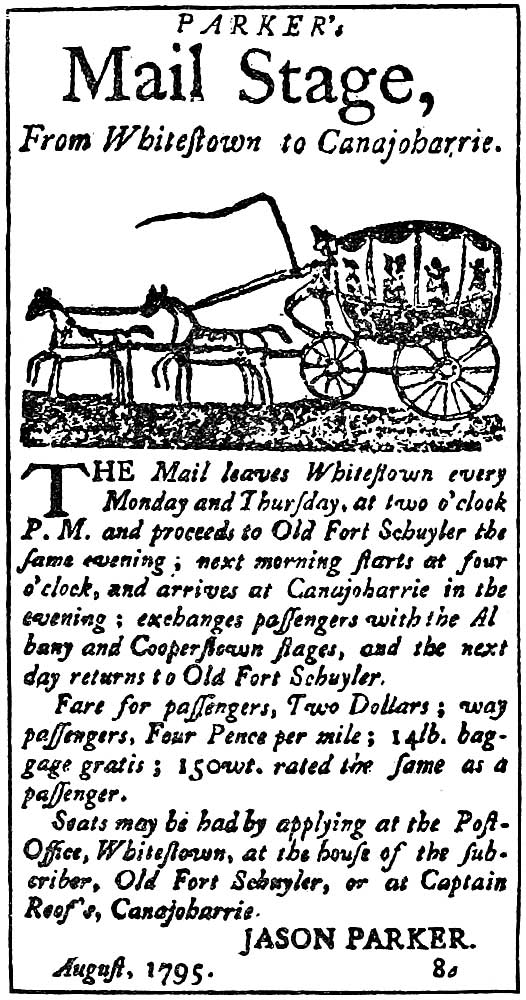 PARKER's
Mail Stage,
From Whiteſtown to Canajoharrie.
THE Mail leaves Whiteſtown every
Monday and Thurſday, at two o'clock
P. M. and proceeds to Old Fort Schuyler the
ſame evening; next morning ſtarts at four
o'clock, and arrives at Canajoharrie in the
evening; exchanges paſſengers with the Al
bany and Cooperſtown ſtages, and the next
day returns to Old Fort Schuyler.
Fare for paſſengers, Two Dollars; way
paſſengers, Four Pence per mile; 14lb. bag-
gage gratis; 150wt. rated the ſame as a
paſſenger.
Seats may be had by applying at the Poſt-
Office, Whiteſtown, at the houſe of the ſub-
criber, Old Fort Schuyler, or at Captain
Roof's, Canajoharrie.
JASON PARKER.
Auguſt, 1795. 80